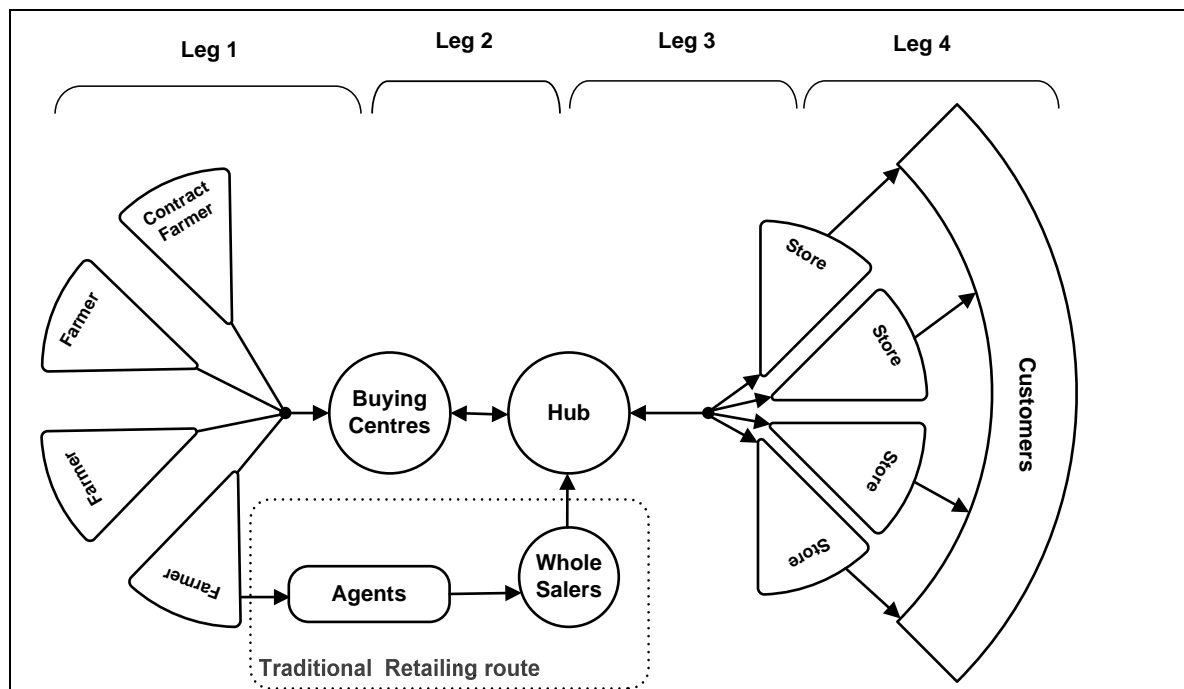 Leg 1
Leg 2
Leg 3
Leg 4
Contract
Farmer
Farmer
Farmer
Farmer
Buying
Centres
Hub
Store
Store
Store
Store
Customers
Agents
Whole
Salers
Traditional Retailing route